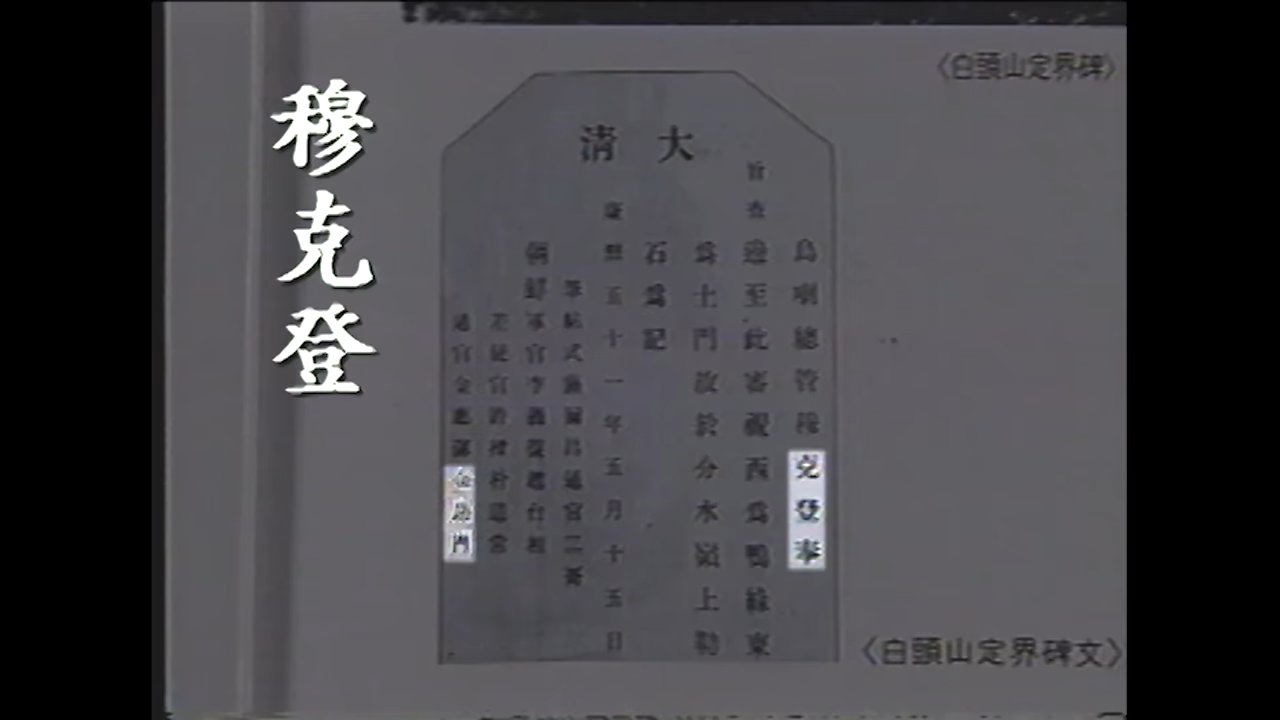 穆克登
〈白頭山定界碑〉
大清
烏喇總管穆克登奉
旨查邊至此審視西爲鴨綠東
爲土門故於分水嶺上勒
石爲記
康熙五十一年五月十五日
筆帖式蘇爾昌通官二哥
朝鮮軍官李義復趙台相
差使官許樑朴道常
通官金應瀗金慶門
〈白頭山定界碑文〉